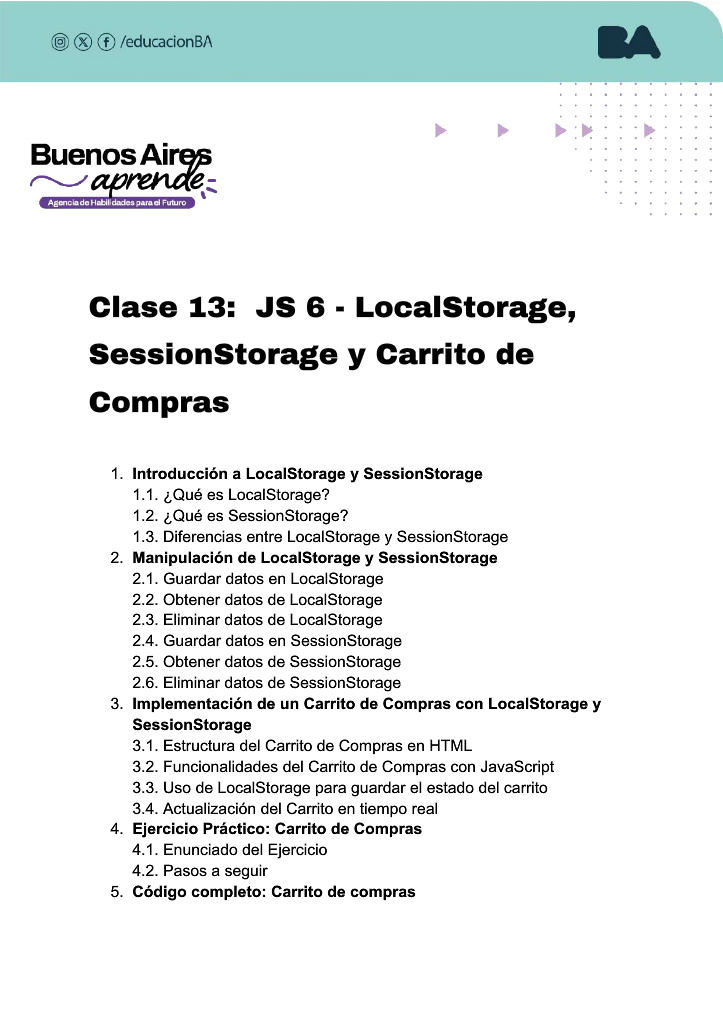 /educacionBA
BA
Buenos Aires
aprende
Agencia de Habilidades para el Futuro
Clase 13: JS 6 - LocalStorage,
SessionStorage y Carrito de
Compras
1. Introducción a LocalStorage y SessionStorage
1.1. ¿Qué es LocalStorage?
1.2. ¿Qué es SessionStorage?
1.3. Diferencias entre LocalStorage y SessionStorage
2. Manipulación de LocalStorage y SessionStorage
2.1. Guardar datos en LocalStorage
2.2. Obtener datos de LocalStorage
2.3. Eliminar datos de LocalStorage
2.4. Guardar datos en SessionStorage
2.5. Obtener datos de SessionStorage
2.6. Eliminar datos de SessionStorage
3. Implementación de un Carrito de Compras con LocalStorage y
SessionStorage
3.1. Estructura del Carrito de Compras en HTML
3.2. Funcionalidades del Carrito de Compras con JavaScript
3.3. Uso de LocalStorage para guardar el estado del carrito
3.4. Actualización del Carrito en tiempo real
4. Ejercicio Práctico: Carrito de Compras
4.1. Enunciado del Ejercicio
4.2. Pasos a seguir
5. Código completo: Carrito de compras